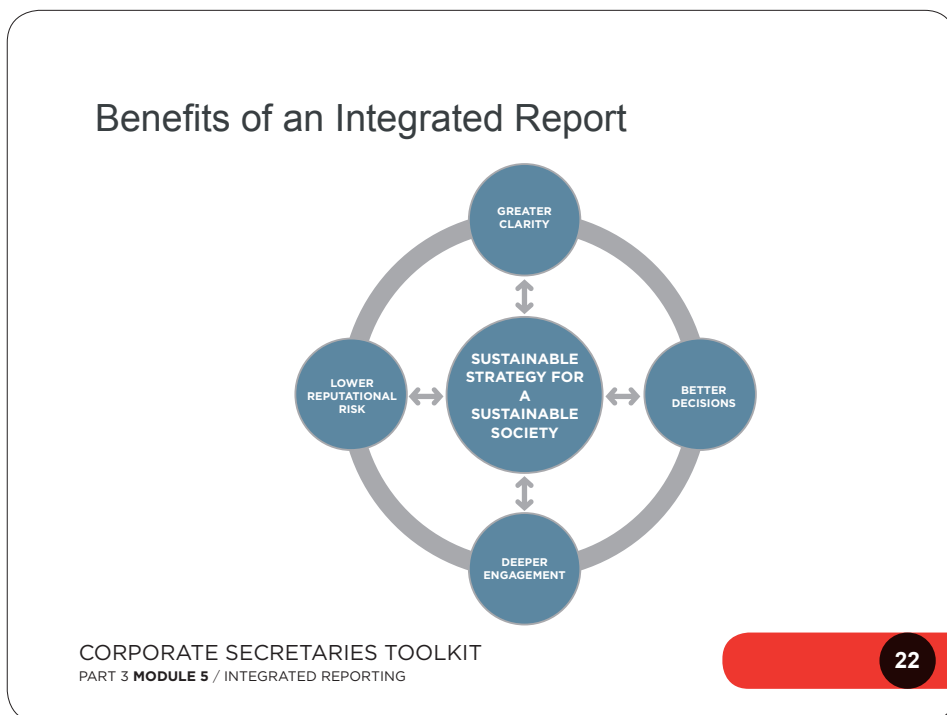 Benefits of an Integrated Report
GREATER
CLARITY
LOWER
REPUTATIONAL
RISK
SUSTAINABLE
STRATEGY FOR
A
SUSTAINABLE
SOCIETY
BETTER
DECISIONS
DEEPER
ENGAGEMENT
CORPORATE SECRETARIES TOOLKIT
PART 3 MODULE 5 / INTEGRATED REPORTING
22